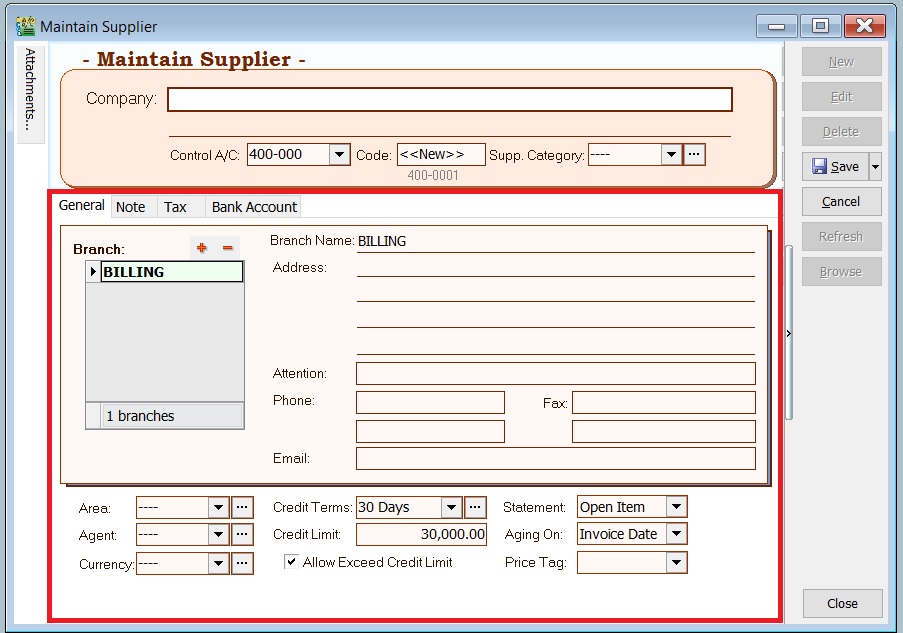 Maintain Supplier
Attachments...
- Maintain Supplier -
Company:
Control A/C: 400-000 Code: <<New>> Supp. Category: ---- ...
400-0001
General Note Tax Bank Account
Branch: + −
BILLING
1 branches
Branch Name: BILLING
Address:
Attention:
Phone: Fax:
Email:
Area: ---- ... Credit Terms: 30 Days ... Statement: Open Item
Agent: ---- ... Credit Limit: 30,000.00 Aging On: Invoice Date
Currency: ---- ... Allow Exceed Credit Limit Price Tag:
New
Edit
Delete
Save
Cancel
Refresh
Browse
Close